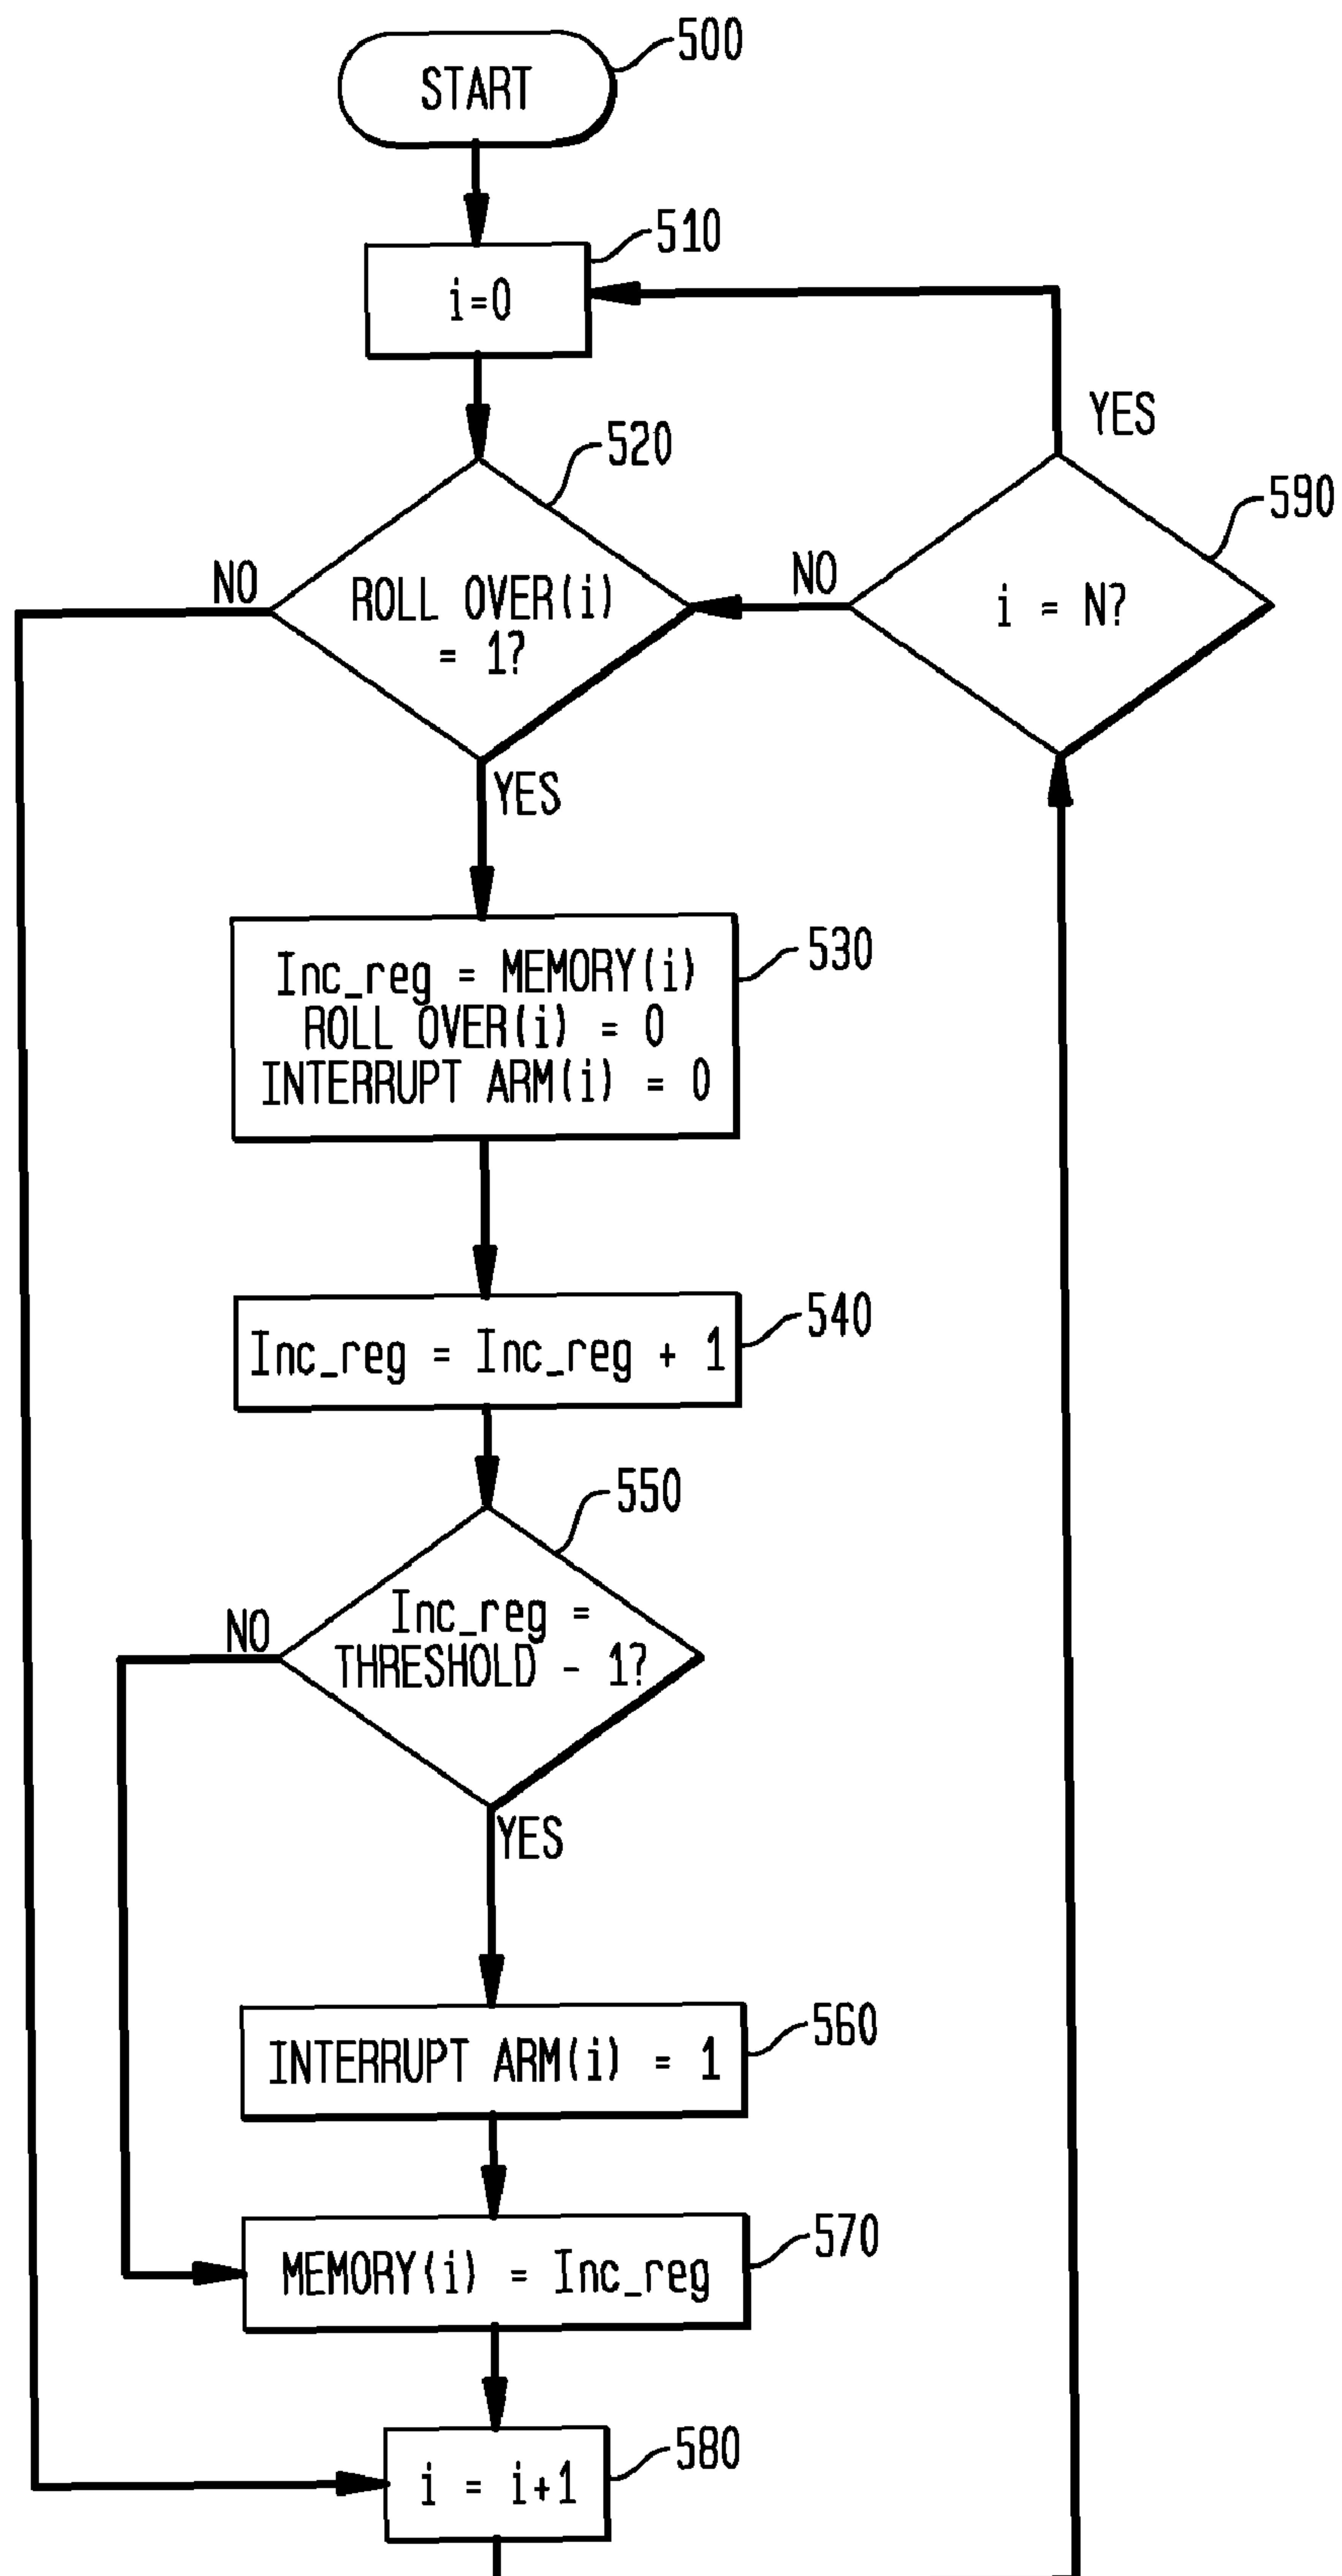 START
500
i=0
510
YES
520
590
NO
ROLL OVER(i)
= 1?
NO
i = N?
YES
Inc_reg = MEMORY(i)
ROLL OVER(i) = 0
INTERRUPT ARM(i) = 0
530
Inc_reg = Inc_reg + 1
540
550
NO
Inc_reg =
THRESHOLD - 1?
YES
INTERRUPT ARM(i) = 1
560
MEMORY(i) = Inc_reg
570
i = i+1
580